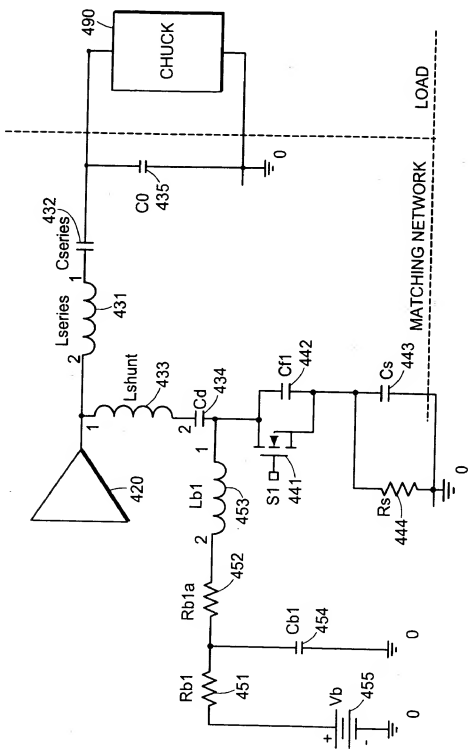 490
CHUCK
LOAD
MATCHING NETWORK
432
Cseries
1
Lseries
431
2
C0
435
0
420
1
Lshunt
433
2
Cd
434
Cf1
442
S1
441
Cs
443
Rs
444
0
1
Lb1
453
2
452
Rb1a
Cb1
454
0
Rb1
451
Vb
+
-
455
0